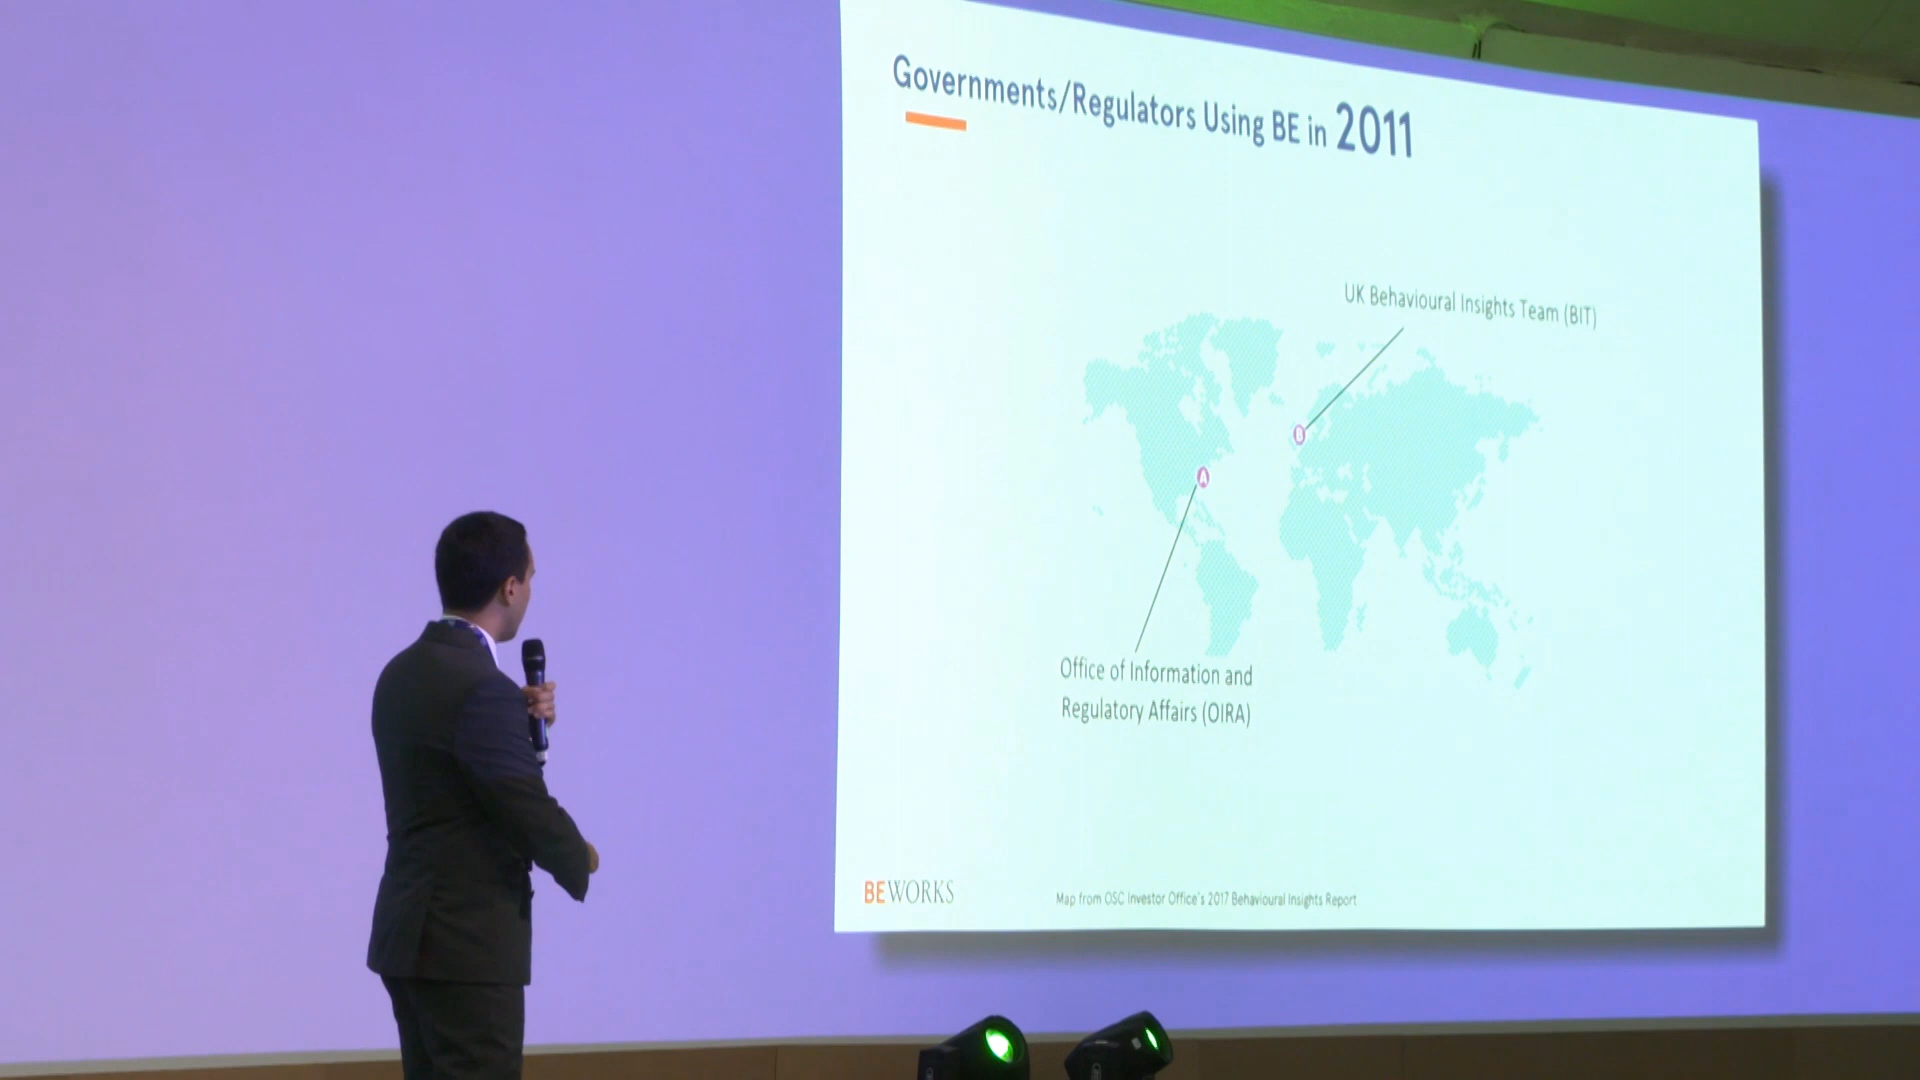 Governments/Regulators Using BE in 2011
UK Behavioural Insights Team (BIT)
B
A
Office of Information and
Regulatory Affairs (OIRA)
BEWORKS
Map from OSC Investor Office's 2017 Behavioural Insights Report